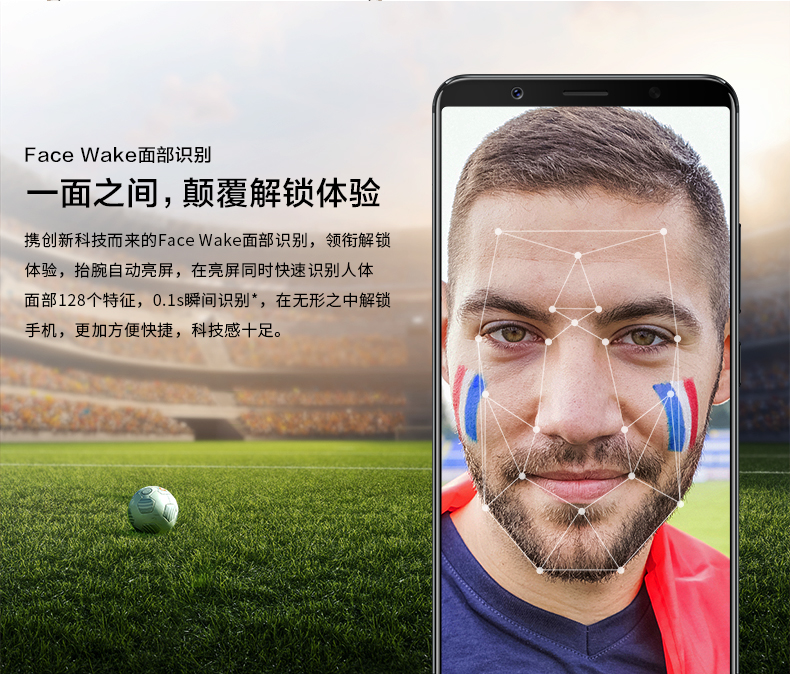 Face Wake面部识别
一面之间，颠覆解锁体验
携创新科技而来的Face Wake面部识别，领衔解锁
体验，抬腕自动亮屏，在亮屏同时快速识别人体
面部128个特征，0.1s瞬间识别*，在无形之中解锁
手机，更加方便快捷，科技感十足。